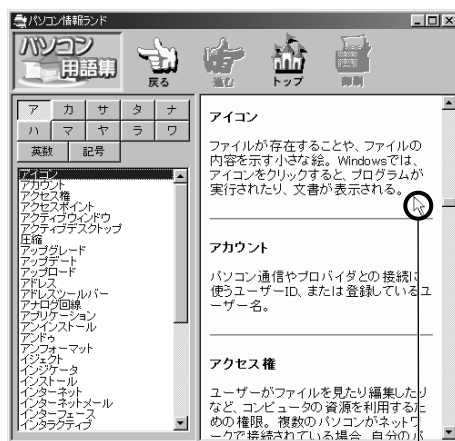 パソコン情報ランド
パソコン
用語集
戻る
進む
トップ
印刷
ア カ サ タ ナ
ハ マ ヤ ラ ワ
英数 記号
アイコン
アカウント
アクセス権
アクセスポイント
アクティブウィンドウ
アクティブデスクトップ
圧縮
アップグレード
アップデート
アップロード
アドレス
アドレスツールバー
アナログ回線
アプリケーション
アンインストール
アンドゥ
アンフォーマット
イジェクト
インジケータ
インストール
インターネット
インターネットメール
インターフェース
インタラクティブ
アイコン
ファイルが存在することや、ファイルの
内容を示す小さな絵。Windowsでは、
アイコンをクリックすると、プログラムが
実行されたり、文書が表示される。
アカウント
パソコン通信やプロバイダとの接続に
使うユーザーID、または登録しているユ
ーザー名。
アクセス権
ユーザーがファイルを見たり編集したり
など、コンピュータの資源を利用するた
めの権限。複数のパソコンがネットワ
ークで接続されている場合、自分のパ